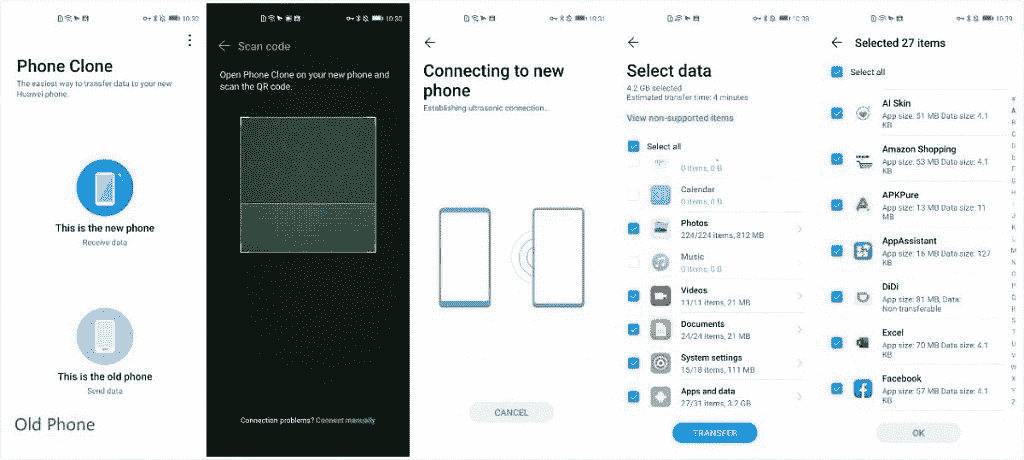 10:30
Phone Clone
The easiest way to transfer data to your new
Huawei phone.
This is the new phone
Receive data
This is the old phone
Send data
Old Phone
10:30
Scan code
Open Phone Clone on your new phone and
scan the QR code.
Connection problems? Connect manually
10:31
Connecting to new
phone
Establishing ultrasonic connection...
CANCEL
10:38
Select data
4.2 GB selected
Estimated transfer time: 4 minutes
View non-supported items
Select all
0 items, 0 B
Calendar
0 items, 0 B
Photos
224/224 items, 812 MB
Music
0 items, 0 B
Videos
11/11 items, 21 MB
Documents
24/24 items, 21 MB
System settings
15/18 items, 111 MB
Apps and data
27/31 items, 3.2 GB
TRANSFER
10:39
Selected 27 items
Select all
AI Skin
App size: 51 MB Data size: 4.1
KB
Amazon Shopping
App size: 53 MB Data size: 4.1
KB
APKPure
App size: 13 MB Data size: 11
MB
AppAssistant
App size: 16 MB Data size: 127
KB
DiDi
App size: 81 MB, Data:
Non transferable
Excel
App size: 70 MB Data size: 4.1
KB
Facebook
App size: 57 MB Data size: 4.1
KB
OK